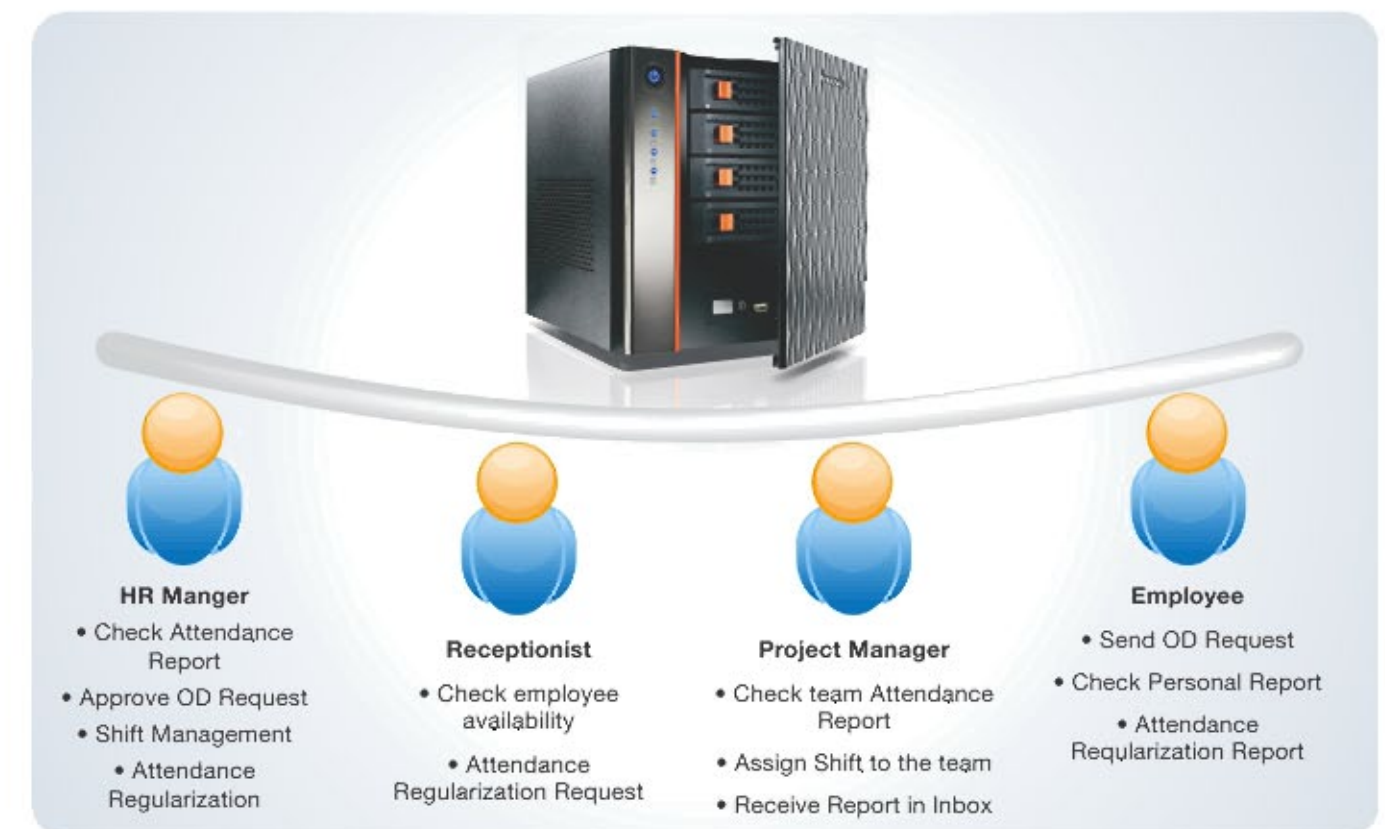 HR Manger
• Check Attendance
Report
• Approve OD Request
• Shift Management
• Attendance
Regularization
Receptionist
• Check employee
availability
• Attendance
Regularization Request
Project Manager
• Check team Attendance
Report
• Assign Shift to the team
• Receive Report in Inbox
Employee
• Send OD Request
• Check Personal Report
• Attendance
Reqularization Report